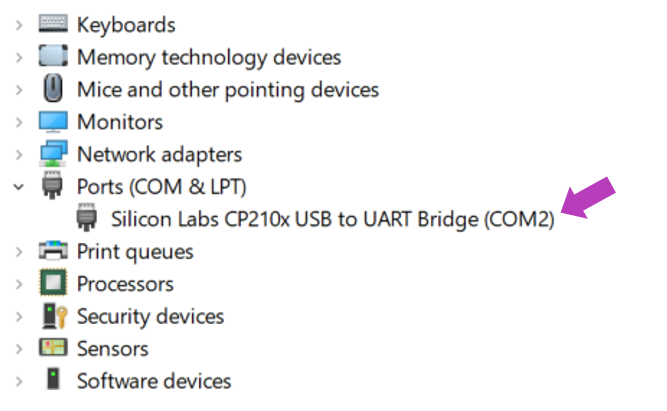 Keyboards
Memory technology devices
Mice and other pointing devices
Monitors
Network adapters
Ports (COM & LPT)
Silicon Labs CP210x USB to UART Bridge (COM2)
Print queues
Processors
Security devices
Sensors
Software devices